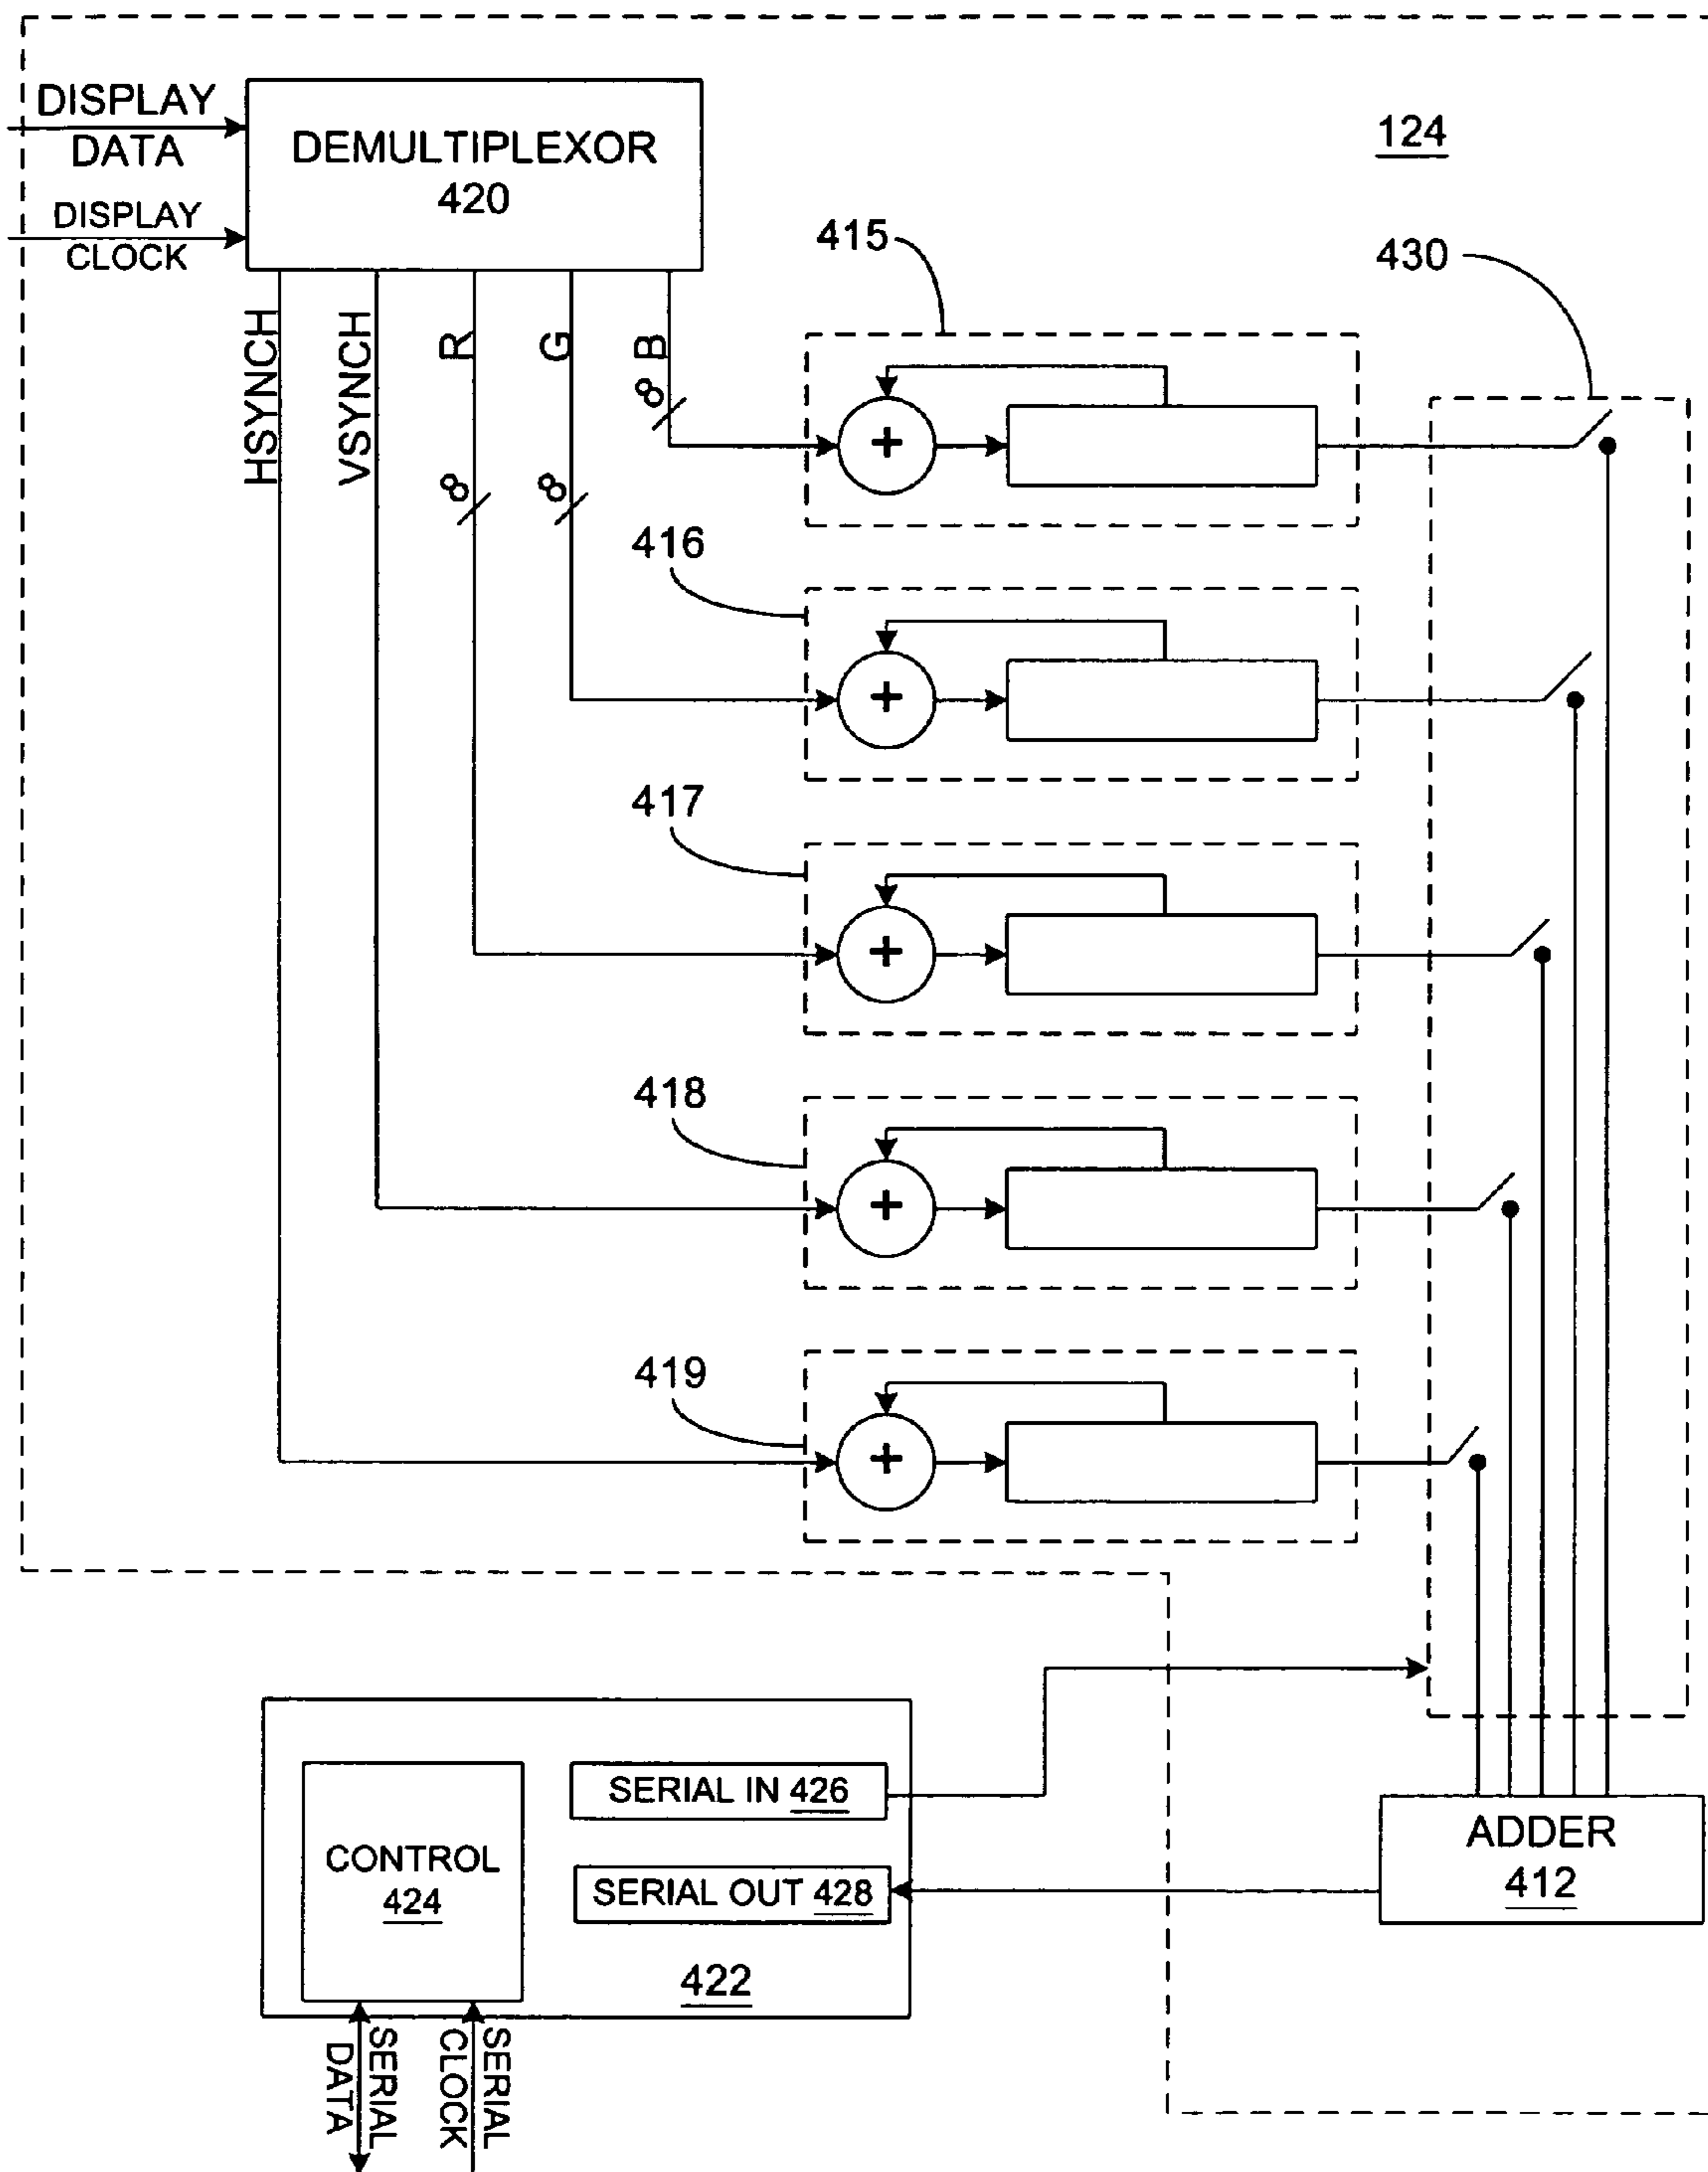 DISPLAY
DATA
DISPLAY
CLOCK
DEMULTIPLEXOR
420
124
415
430
HSYNCH
VSYNCH
R
G
B
8
8
8
+
416
+
417
+
418
+
419
+
SERIAL IN 426
CONTROL
424
SERIAL OUT 428
422
ADDER
412
SERIAL
DATA
SERIAL
CLOCK